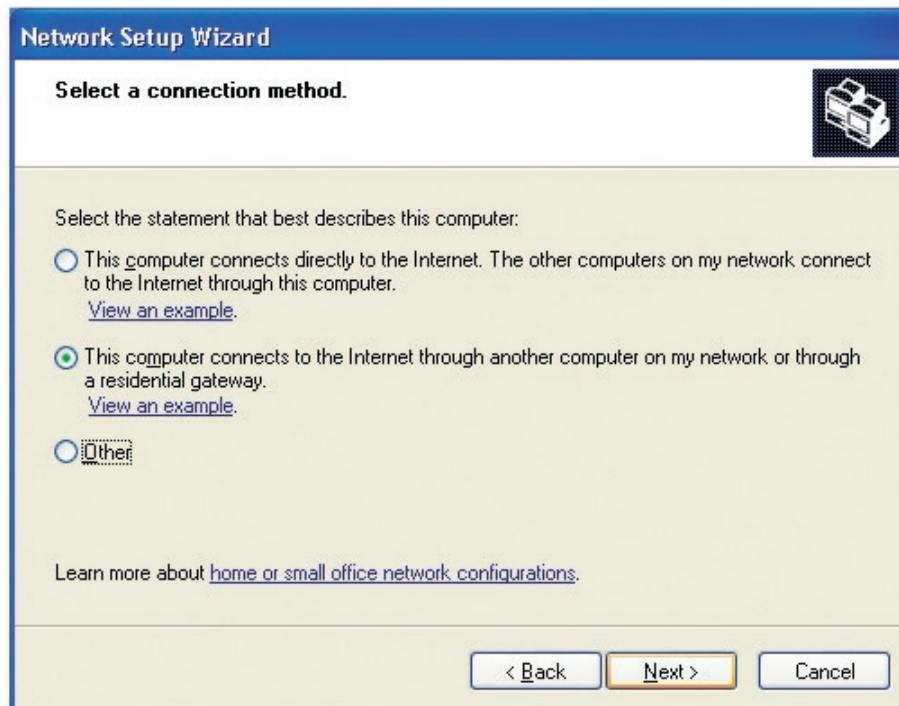 Network Setup Wizard
Select a connection method.
Select the statement that best describes this computer:
This computer connects directly to the Internet. The other computers on my network connect
to the Internet through this computer.
View an example.
This computer connects to the Internet through another computer on my network or through
a residential gateway.
View an example.
Other
Learn more about home or small office network configurations.
< Back Next > Cancel